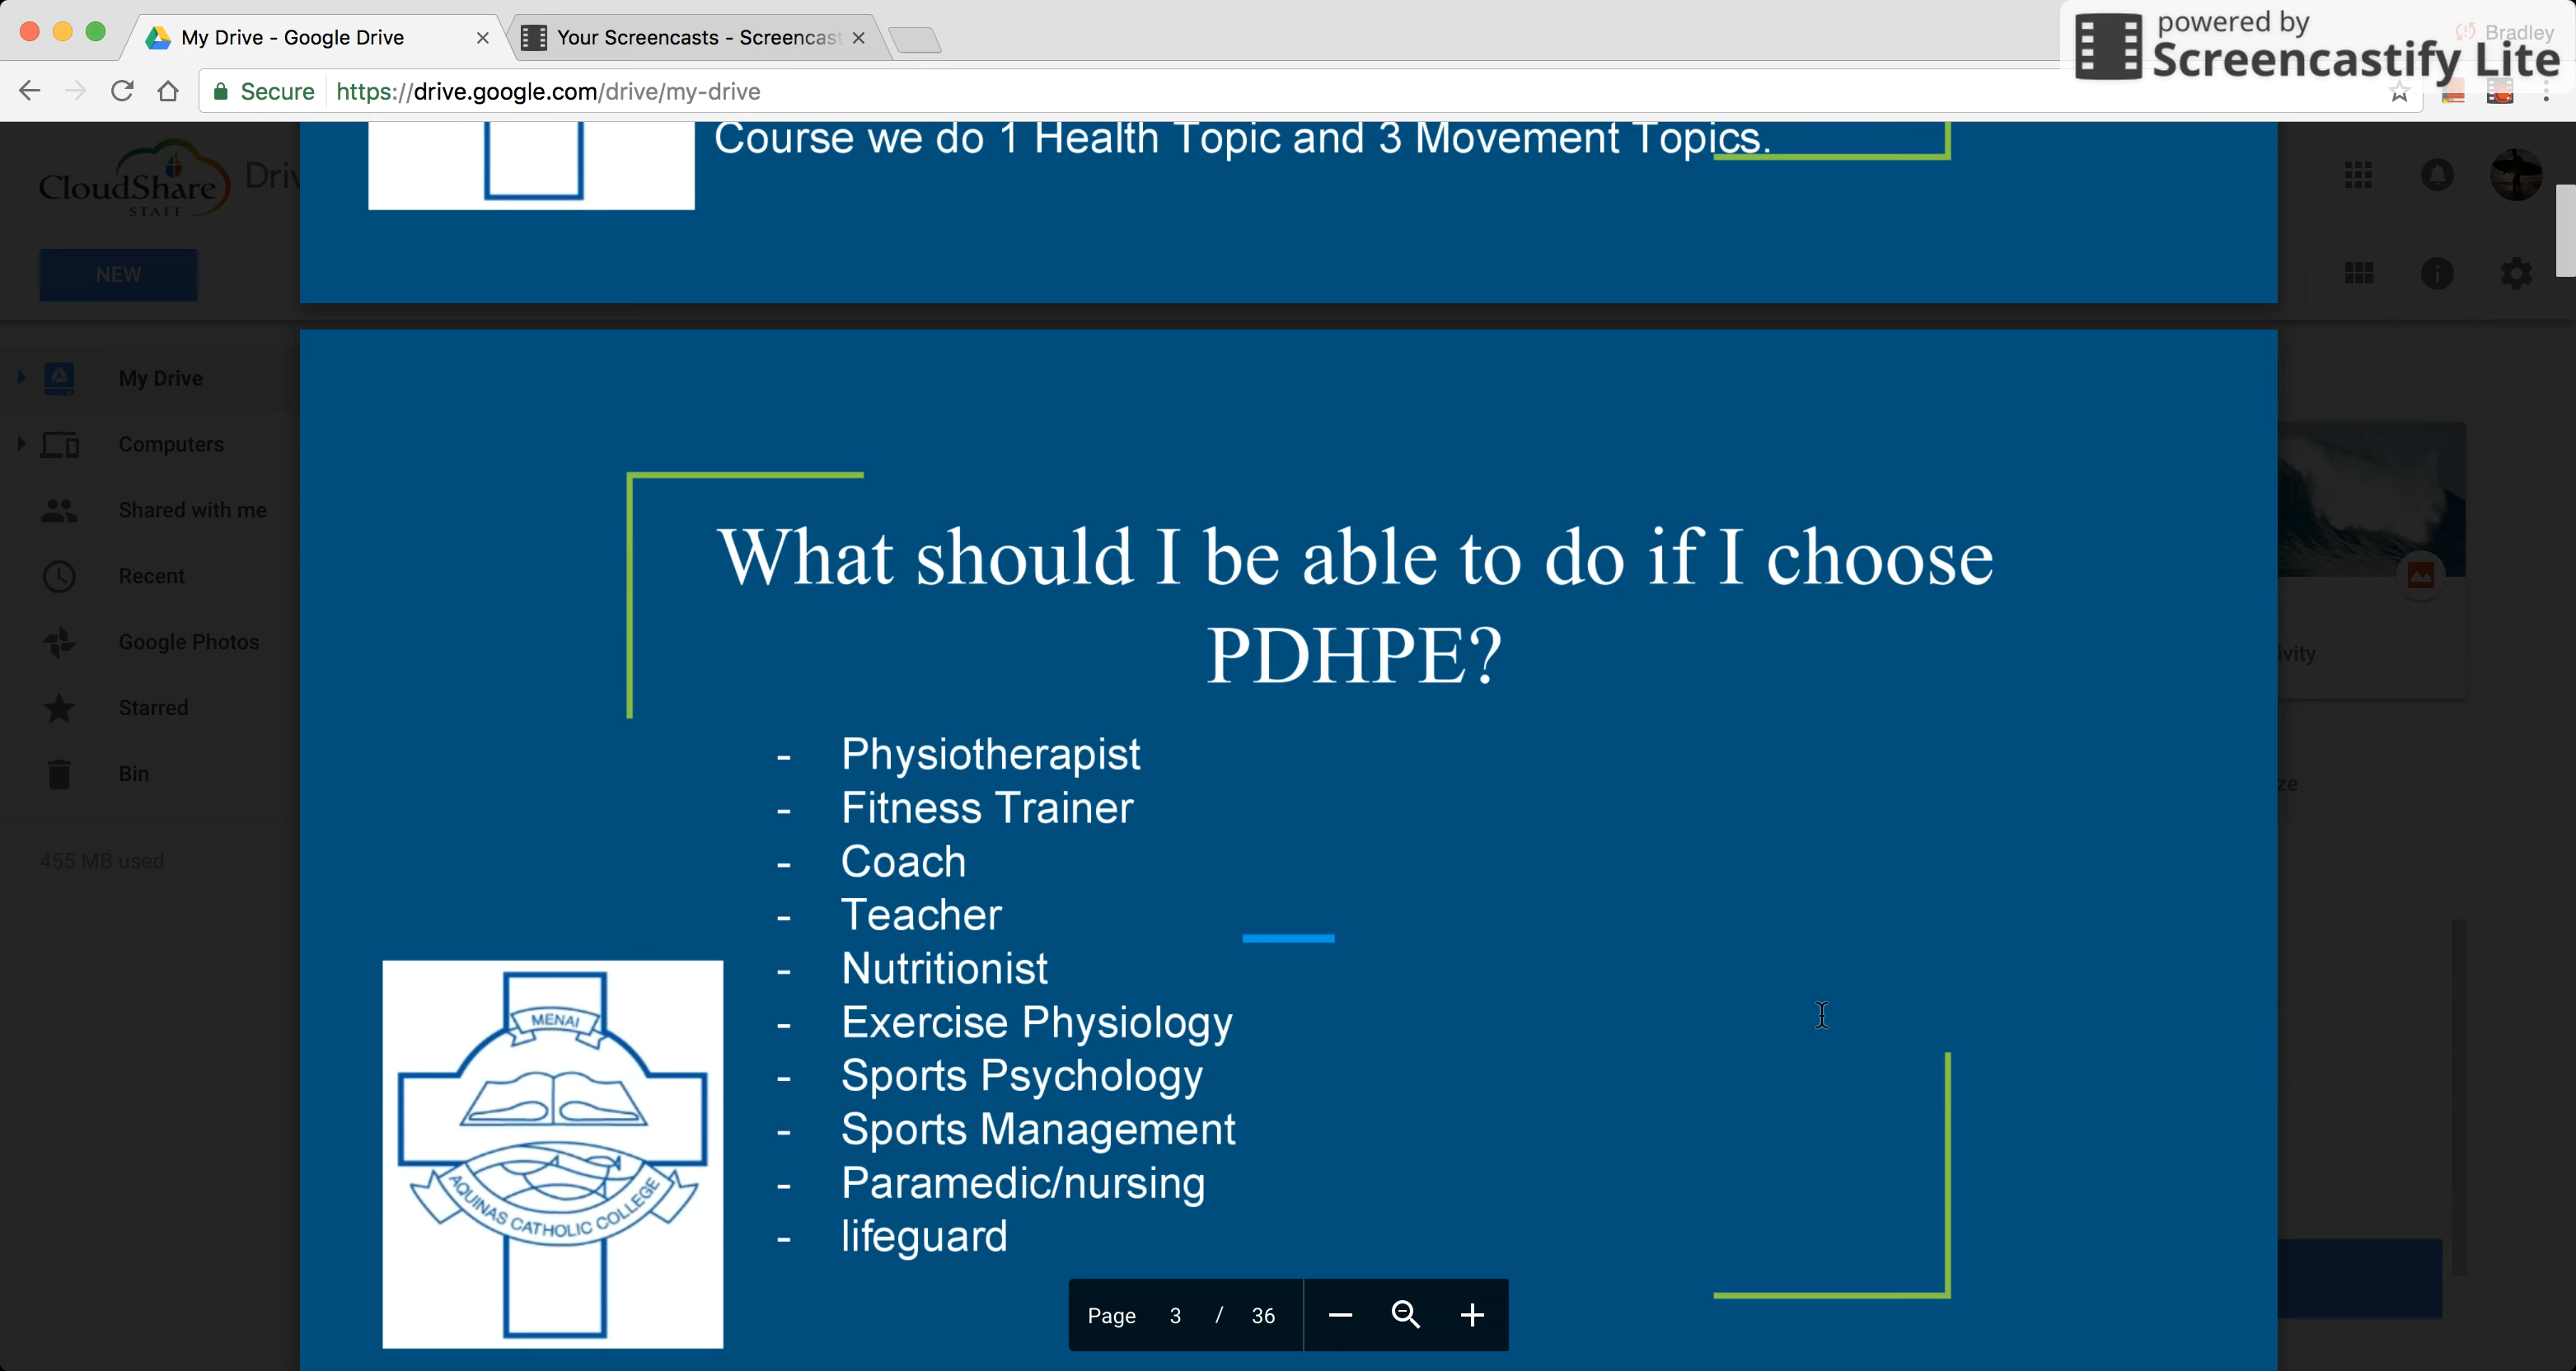 My Drive - Google Drive
Your Screencasts - Screencast
powered by
Screencastify Lite
Bradley
Secure
https://drive.google.com/drive/my-drive
CloudShare
STAFF
Driv
Course we do 1 Health Topic and 3 Movement Topics.
NEW
My Drive
Computers
Shared with me
Recent
Google Photos
Starred
Bin
455 MB used
What should I be able to do if I choose
PDHPE?
- Physiotherapist
- Fitness Trainer
- Coach
- Teacher
- Nutritionist
- Exercise Physiology
- Sports Psychology
- Sports Management
- Paramedic/nursing
- lifeguard
MENAI
AQUINAS CATHOLIC COLLEGE
ivity
ze
Page 3 / 36